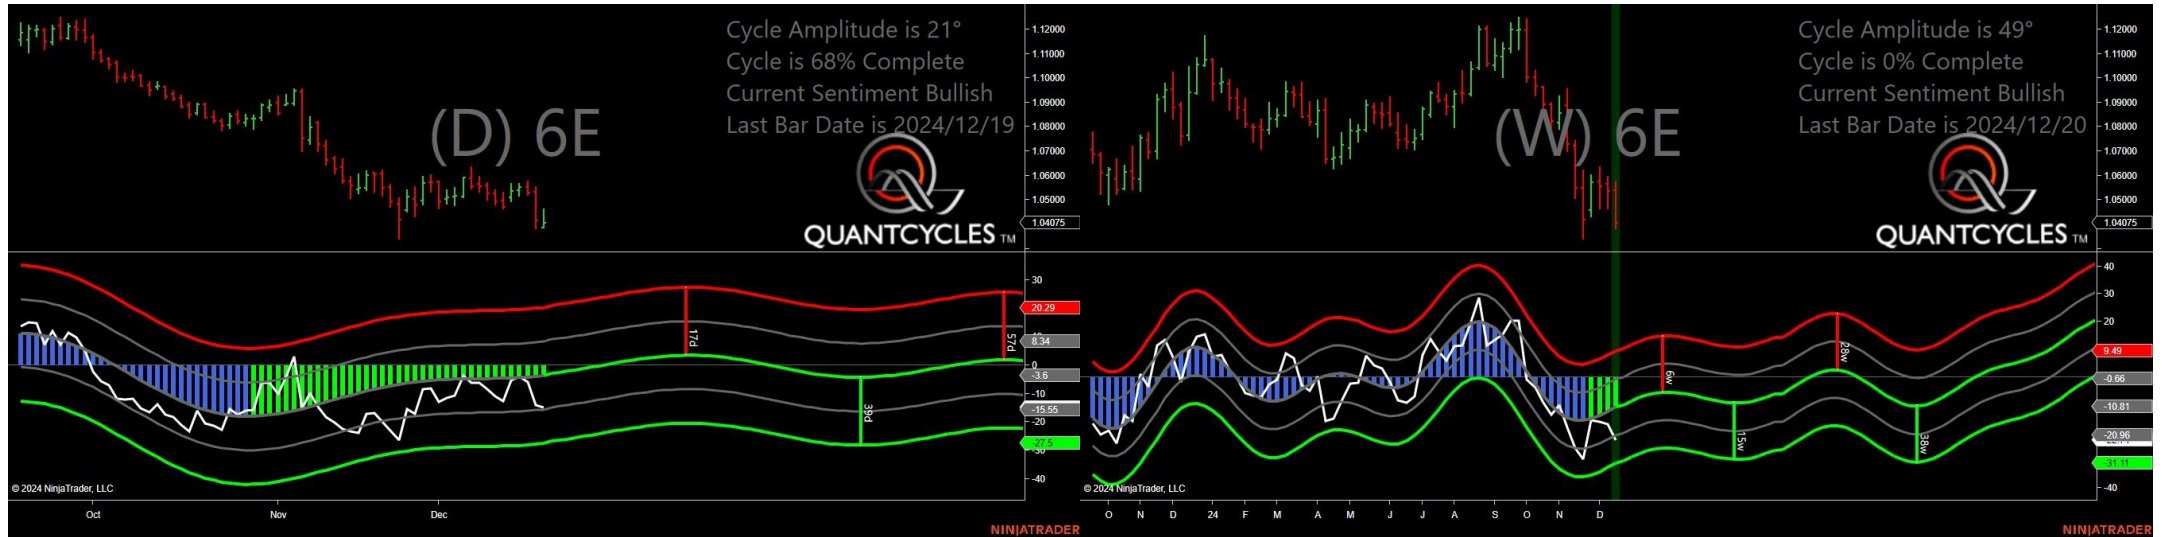 Cycle Amplitude is 21°
Cycle is 68% Complete
Current Sentiment Bullish
Last Bar Date is 2024/12/19
(D) 6E
QUANTCYCLES TM
1.12000
1.11000
1.10000
1.09000
1.08000
1.07000
1.06000
1.05000
1.04075
30
20.29
8.34
0
-3.6
-10
-15.55
-20
-27.5
-30
-40
17d
39d
57d
© 2024 NinjaTrader, LLC
Oct Nov Dec
NINJATRADER
Cycle Amplitude is 49°
Cycle is 0% Complete
Current Sentiment Bullish
Last Bar Date is 2024/12/20
(W) 6E
QUANTCYCLES TM
1.12000
1.11000
1.10000
1.09000
1.08000
1.07000
1.06000
1.05000
1.04075
40
30
20
9.49
-0.66
-10.81
-20.96
-31.11
-40
6w
15w
28w
38w
© 2024 NinjaTrader, LLC
O N D 24 F M A M J J A S O N D
NINJATRADER